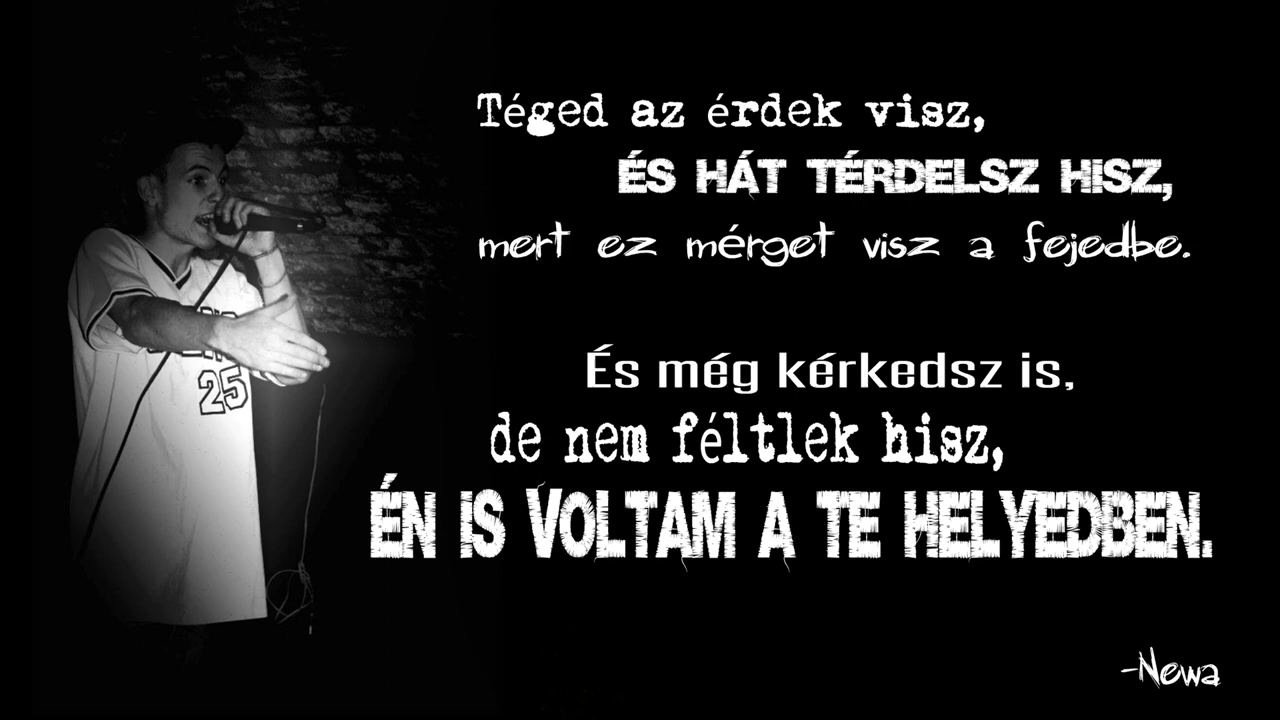 Téged az érdek visz,
ÉS HÁT TÉRDELSZ HISZ,
mert ez mérget visz a fejedbe.
És még kérkedsz is,
de nem féltlek hisz,
ÉN IS VOLTAM A TE HELYEDBEN.
-Newa
25